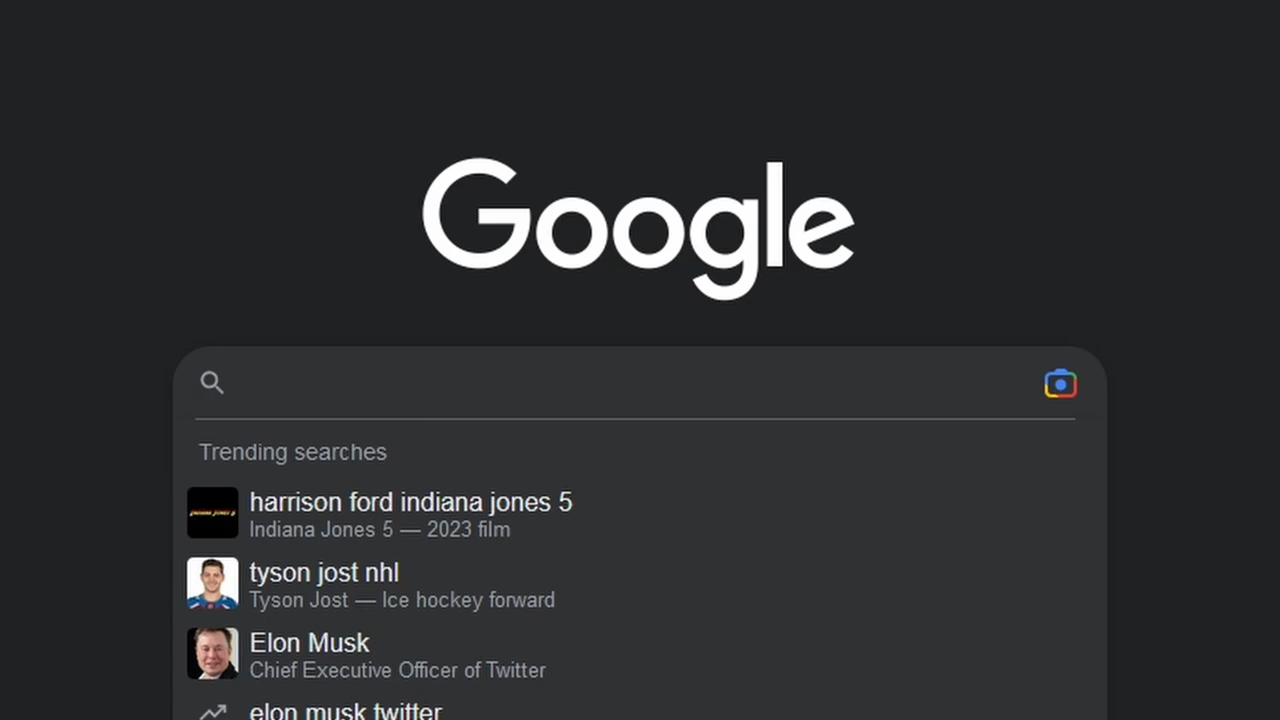 Google
Trending searches
harrison ford indiana jones 5
Indiana Jones 5 — 2023 film
tyson jost nhl
Tyson Jost — Ice hockey forward
Elon Musk
Chief Executive Officer of Twitter
elon musk twitter